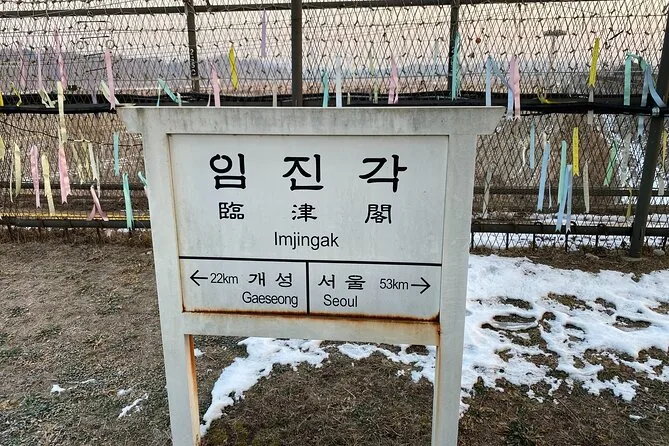 임진각
臨津閣
Imjingak
←22km 개성 서울 53km→
Gaeseong Seoul